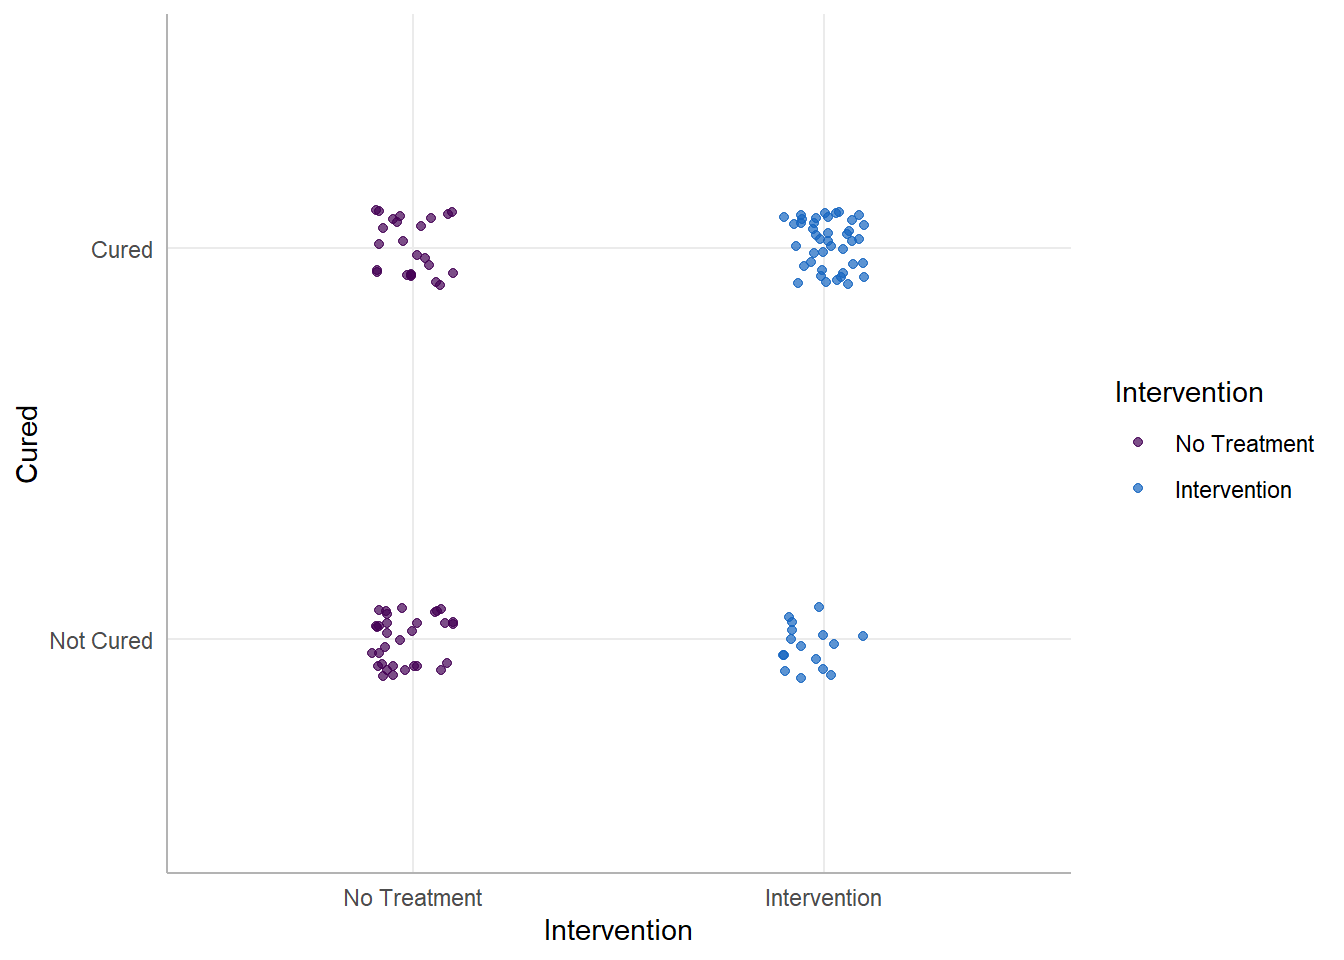 Cured
Cured
Not Cured
No Treatment
Intervention
Intervention
Intervention
No Treatment
Intervention